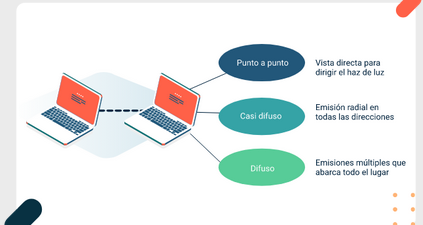 Punto a punto
Vista directa para
dirigir el haz de luz
Casi difuso
Emisión radial en
todas las direcciones
Difuso
Emisiones múltiples que
abarca todo el lugar